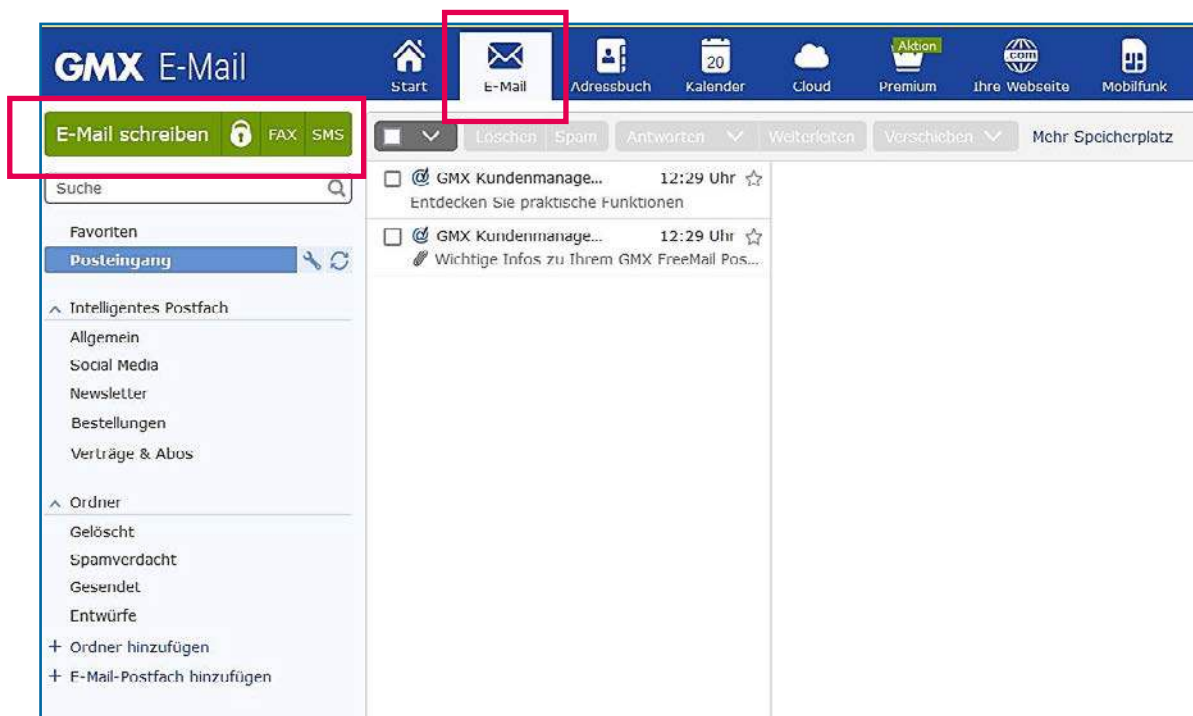 GMX E-Mail
Start E-Mail Adressbuch Kalender 20 Cloud Aktion Premium .com Ihre Webseite Mobilfunk
E-Mail schreiben FAX SMS
Löschen Spam Antworten Weiterleiten Verschieben Mehr Speicherplatz
Suche
Favoriten
Posteingang
Intelligentes Postfach
Allgemein
Social Media
Newsletter
Bestellungen
Verträge & Abos
Ordner
Gelöscht
Spamverdacht
Gesendet
Entwürfe
+ Ordner hinzufügen
+ E-Mail-Postfach hinzufügen
GMX Kundenmanage... 12:29 Uhr
Entdecken Sie praktische Funktionen
GMX Kundenmanage... 12:29 Uhr
Wichtige Infos zu Ihrem GMX FreeMail Pos...